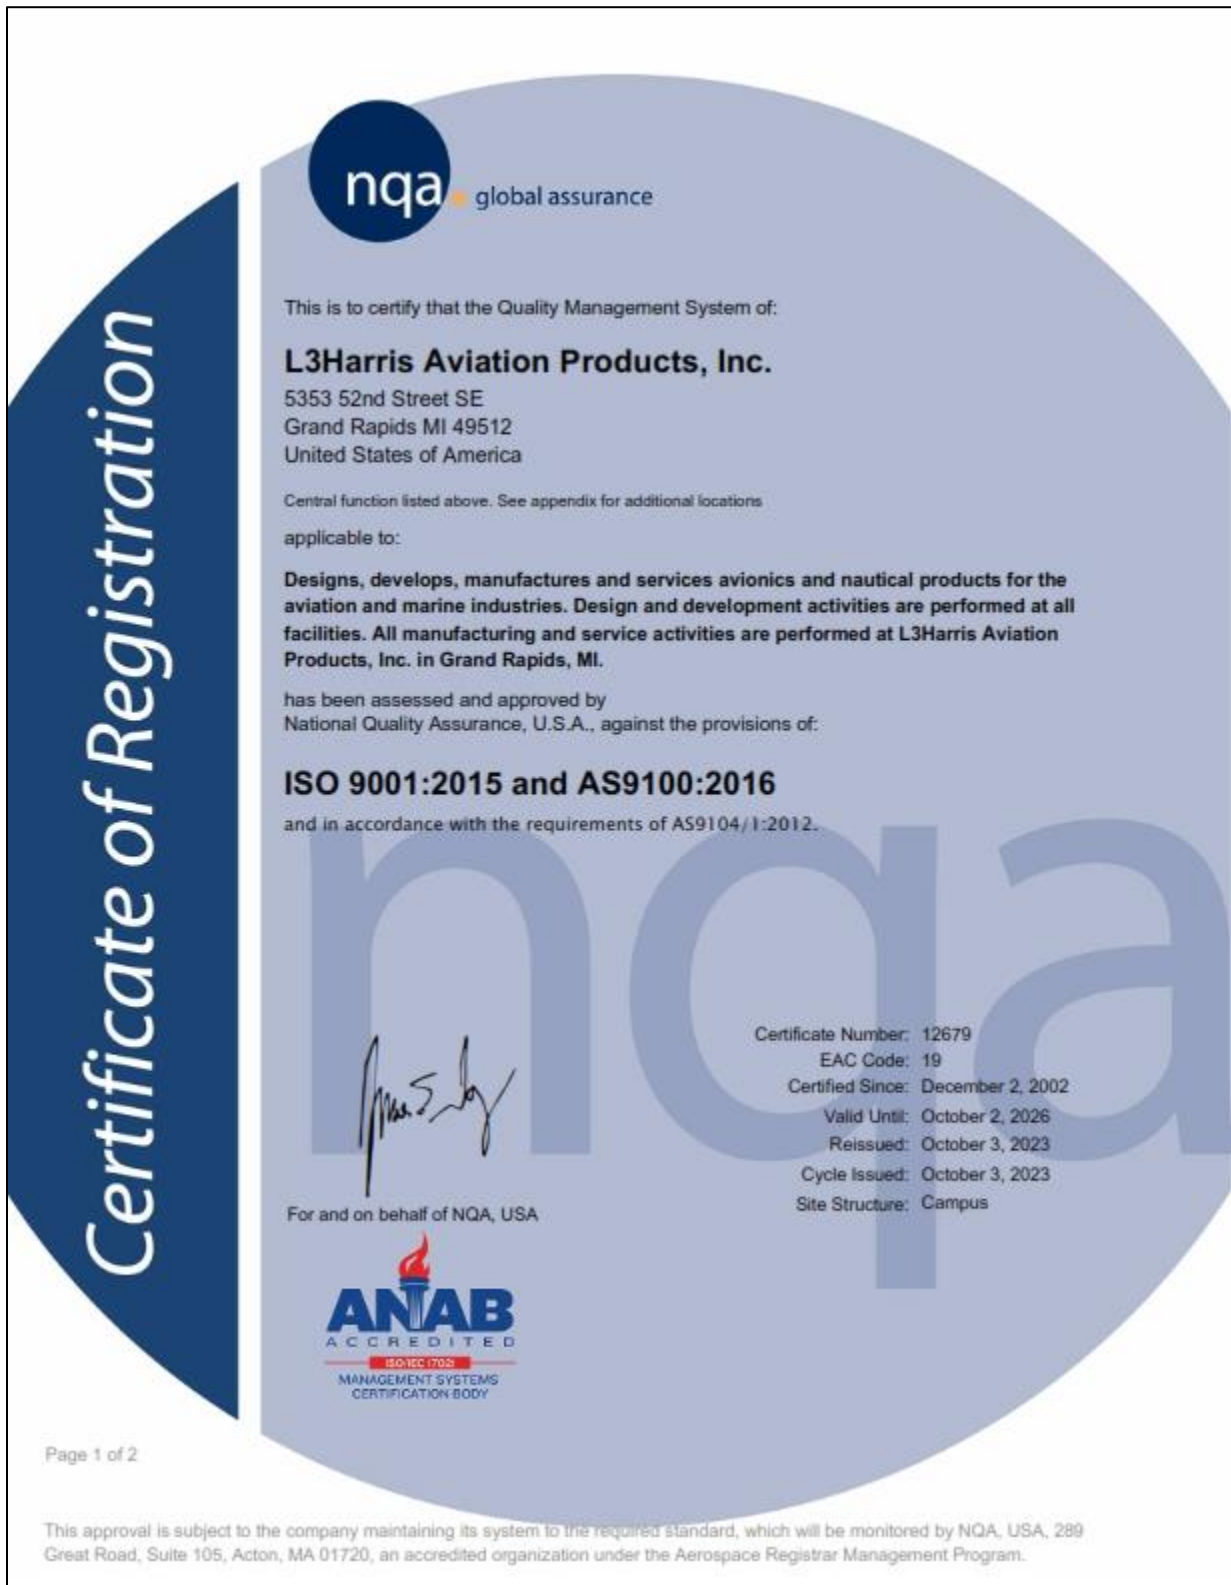 Certificate of Registration
nqa. global assurance
This is to certify that the Quality Management System of:
L3Harris Aviation Products, Inc.
5353 52nd Street SE
Grand Rapids MI 49512
United States of America
Central function listed above. See appendix for additional locations
applicable to:
Designs, develops, manufactures and services avionics and nautical products for the
aviation and marine industries. Design and development activities are performed at all
facilities. All manufacturing and service activities are performed at L3Harris Aviation
Products, Inc. in Grand Rapids, MI.
has been assessed and approved by
National Quality Assurance, U.S.A., against the provisions of:
ISO 9001:2015 and AS9100:2016
and in accordance with the requirements of AS9104/1:2012.
nqa
Certificate Number: 12679
EAC Code: 19
Certified Since: December 2, 2002
Valid Until: October 2, 2026
Reissued: October 3, 2023
Cycle Issued: October 3, 2023
Site Structure: Campus
For and on behalf of NQA, USA
ANAB
ACCREDITED
ISO/IEC 17021
MANAGEMENT SYSTEMS
CERTIFICATION BODY
Page 1 of 2
This approval is subject to the company maintaining its system to the required standard, which will be monitored by NQA, USA, 289
Great Road, Suite 105, Acton, MA 01720, an accredited organization under the Aerospace Registrar Management Program.